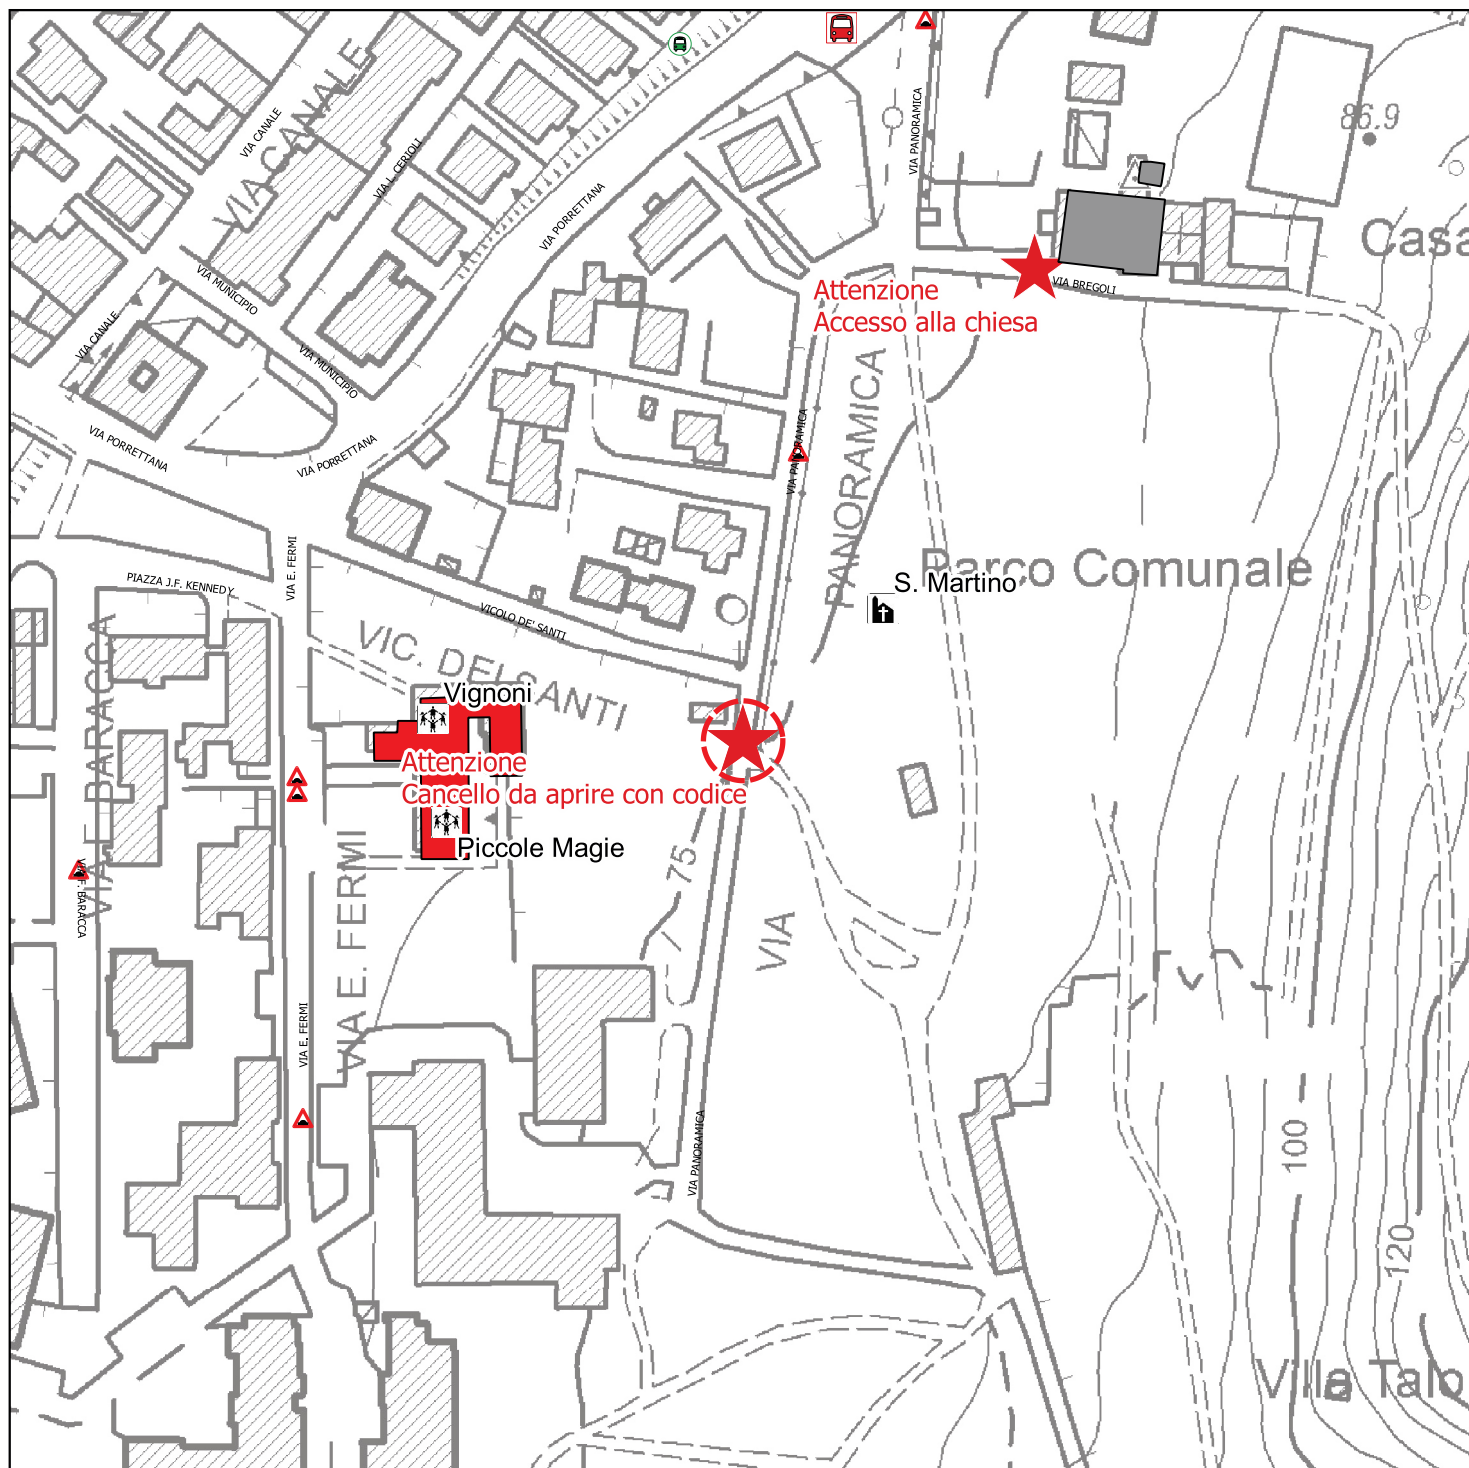 VIA CANALE
VIA CANALE
VIA L. CERIOLI
VIA PANORAMICA
86.9
VIA PORRETTANA
Casa
VIA MUNICIPIO
VIA CANALE
VIA BREGOLI
Attenzione
Accesso alla chiesa
VIA MUNICIPIO
VIA PORRETTANA
VIA PORRETTANA
VIA PANORAMICA
PANORAMICA
VIA E. FERMI
Parco Comunale
PIAZZA J.F. KENNEDY
S. Martino
VICOLO DE' SANTI
VIC. DEI SANTI
Vignoni
Attenzione
Cancello da aprire con codice
Piccole Magie
VIA F. BARACCA
VIA F. BARACCA
75
VIA
VIA E. FERMI
VIA E. FERMI
VIA PANORAMICA
100
120
Villa Talo